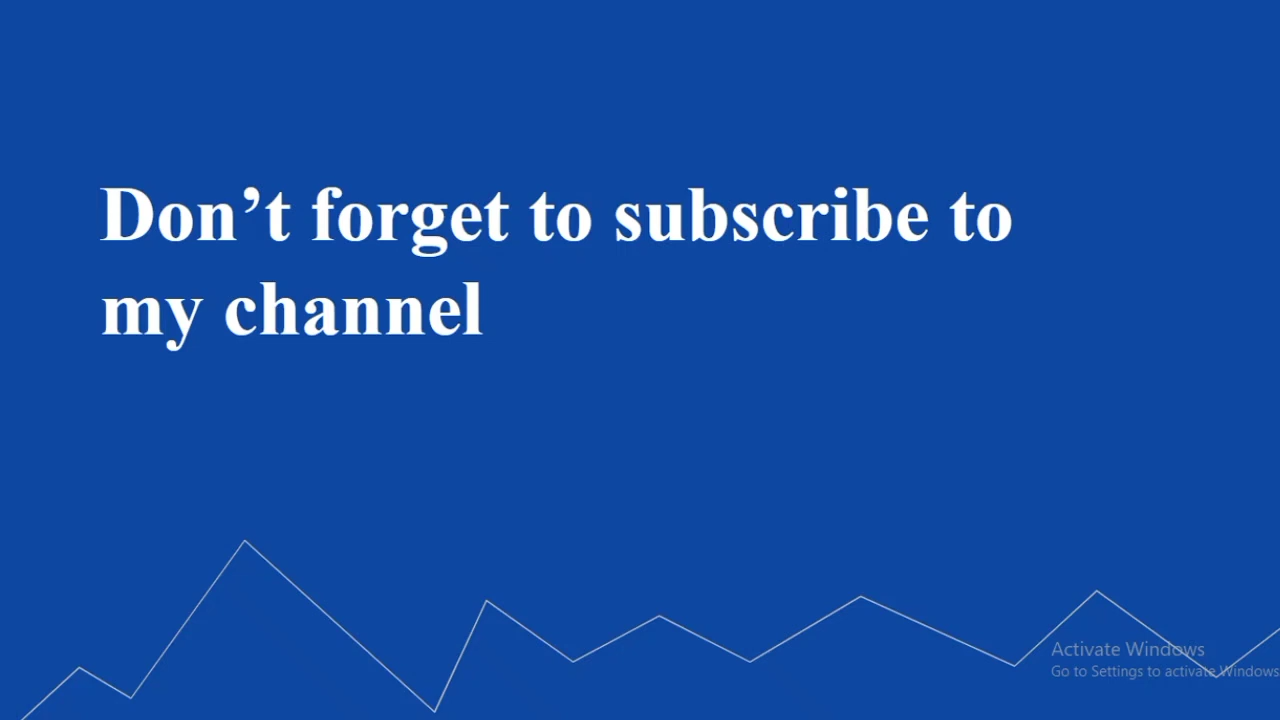 Don’t forget to subscribe to
my channel
Activate Windows
Go to Settings to activate Windows